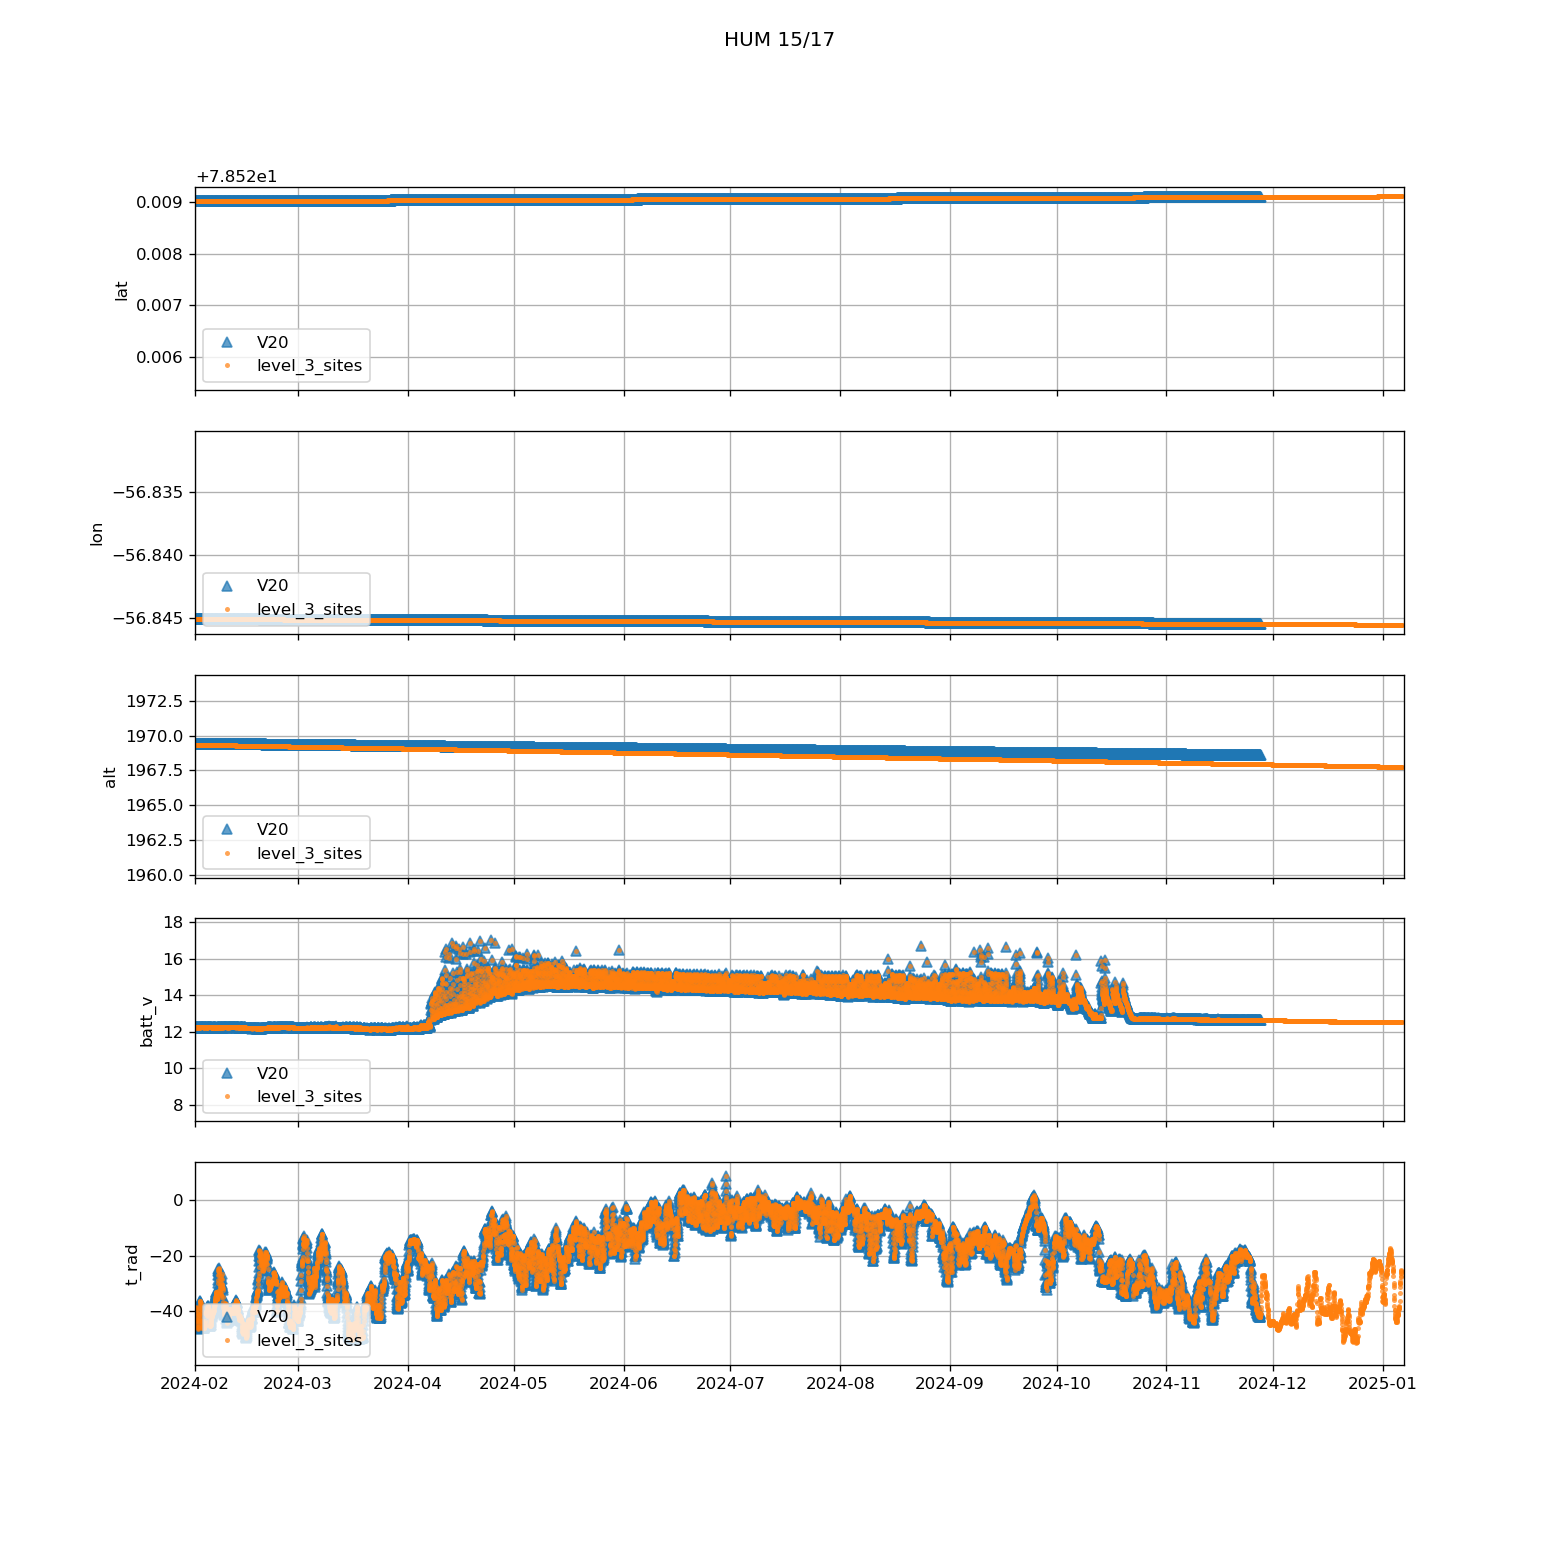 HUM 15/17
+7.852e1
0.009
0.008
0.007
0.006
lat
V20
level_3_sites
−56.835
−56.840
−56.845
lon
V20
level_3_sites
1972.5
1970.0
1967.5
1965.0
1962.5
1960.0
alt
V20
level_3_sites
18
16
14
12
10
8
batt_v
V20
level_3_sites
0
−20
−40
t_rad
V20
level_3_sites
2024-02 2024-03 2024-04 2024-05 2024-06 2024-07 2024-08 2024-09 2024-10 2024-11 2024-12 2025-01